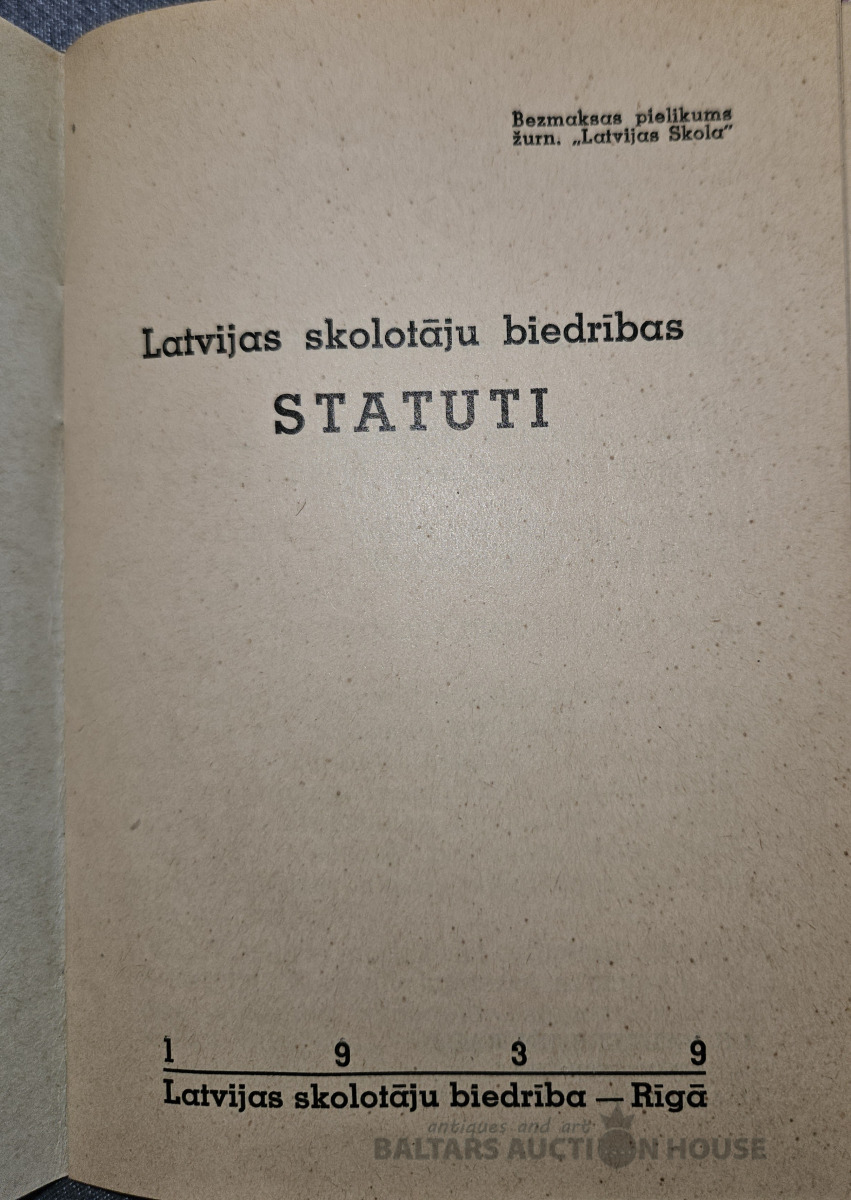 Bezmaksas pielikums
žurn. „Latvijas Skola”
Latvijas skolotāju biedrības
STATUTI
1 9 3 9
Latvijas skolotāju biedrība — Rīgā
antiques and art
BALTARS AUCTION HOUSE